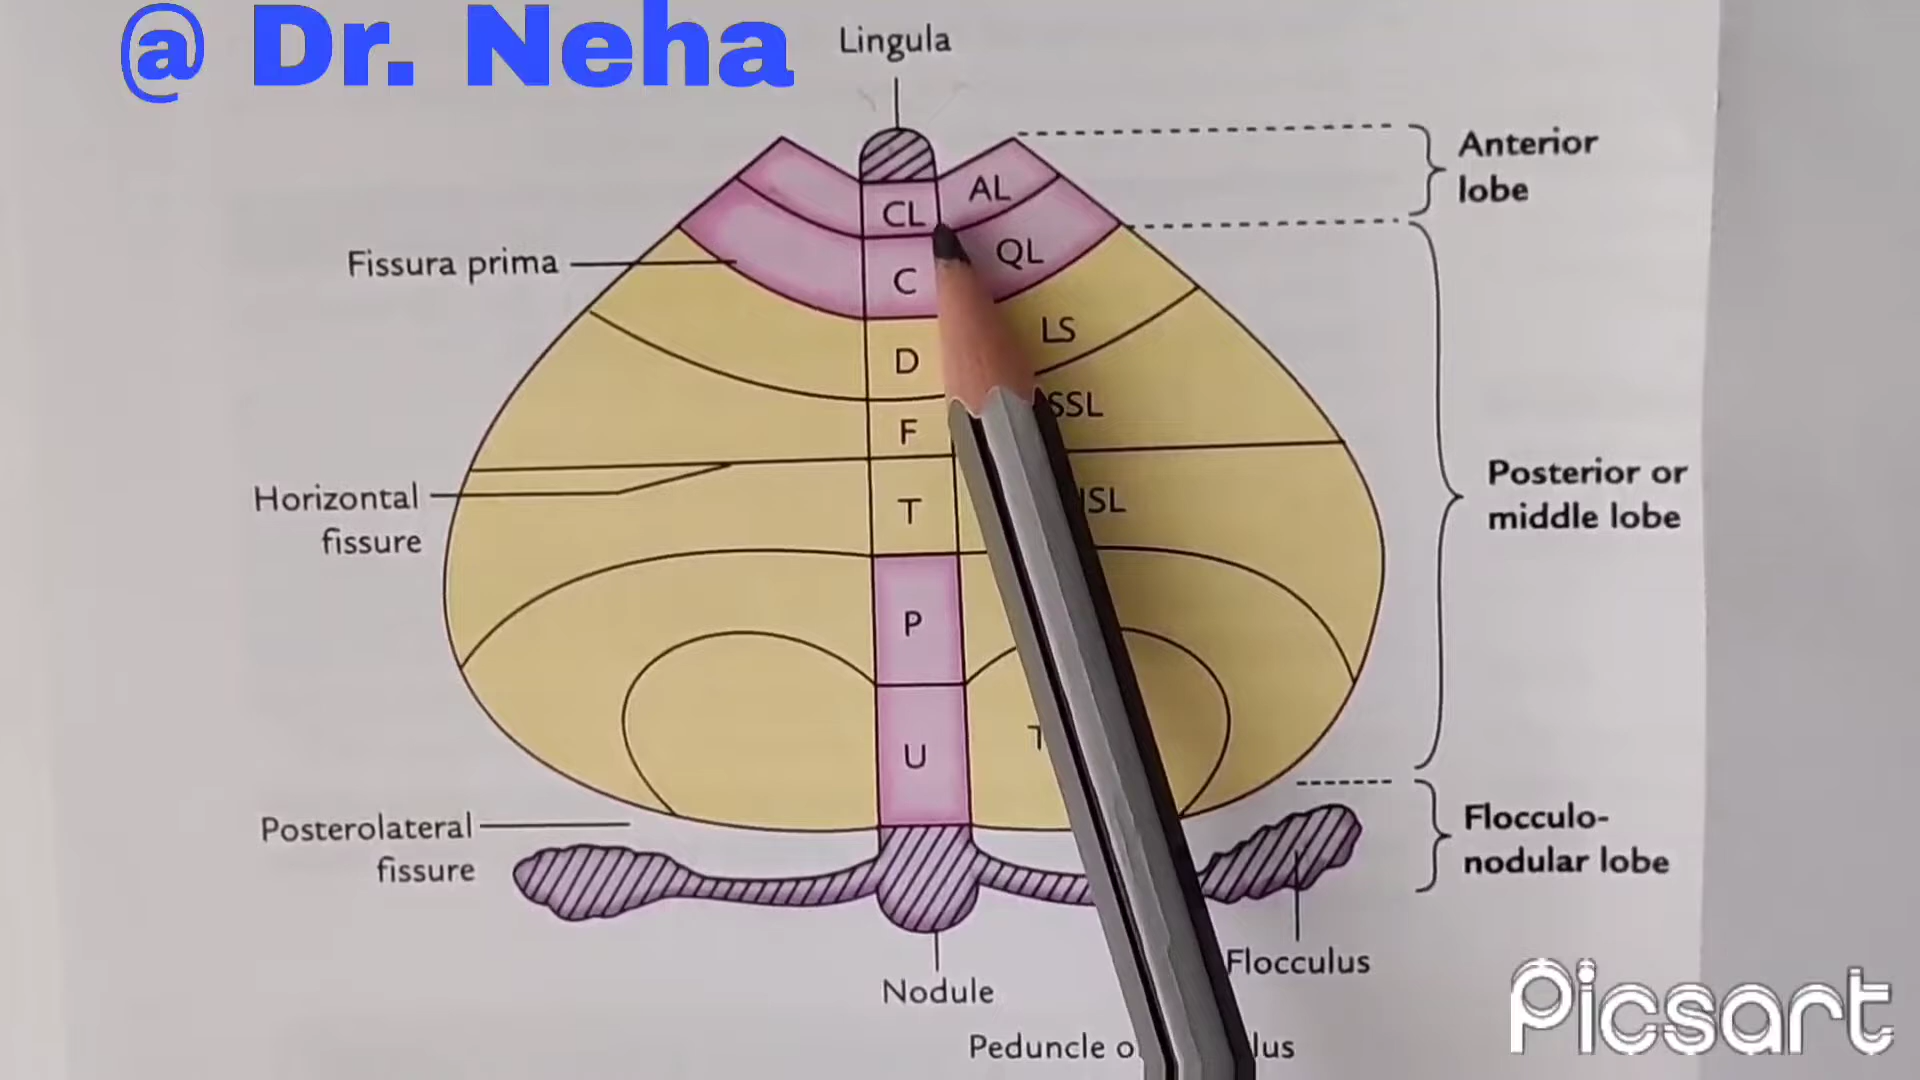 @ Dr. Neha
Lingula
Anterior
lobe
AL
CL
QL
Fissura prima
C
LS
D
SSL
F
Horizontal
fissure
T
Posterior or
middle lobe
P
U
Posterolateral
fissure
Flocculo-
nodular lobe
Flocculus
Nodule
Peduncle
Picsart